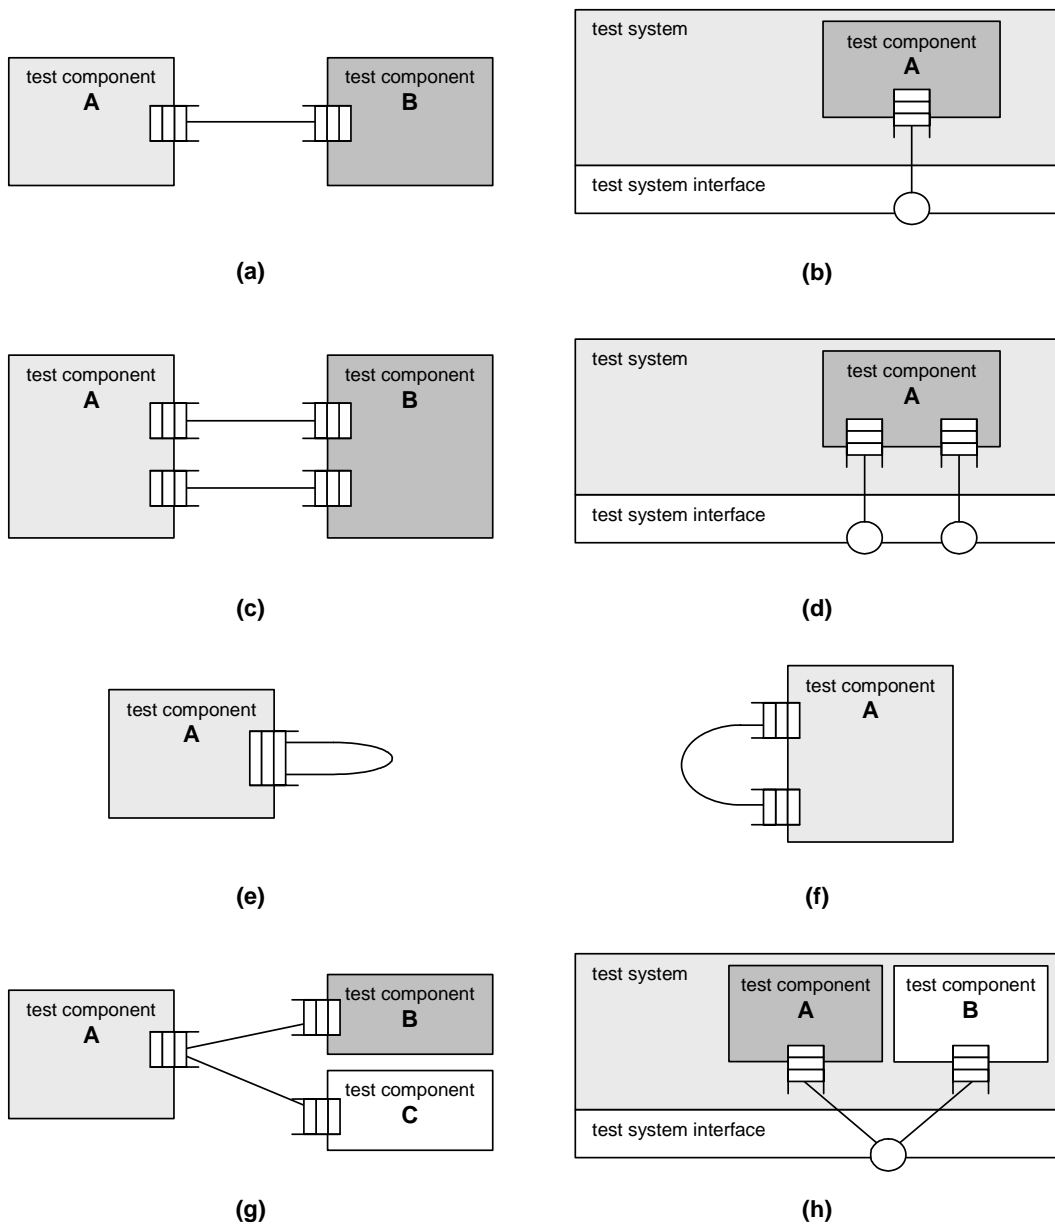 test component
A
test component
B
(a)
test system
test component
A
test system interface
(b)
test component
A
test component
B
(c)
test system
test component
A
test system interface
(d)
test component
A
(e)
test component
A
(f)
test component
A
test component
B
test component
C
(g)
test system
test component
A
test component
B
test system interface
(h)